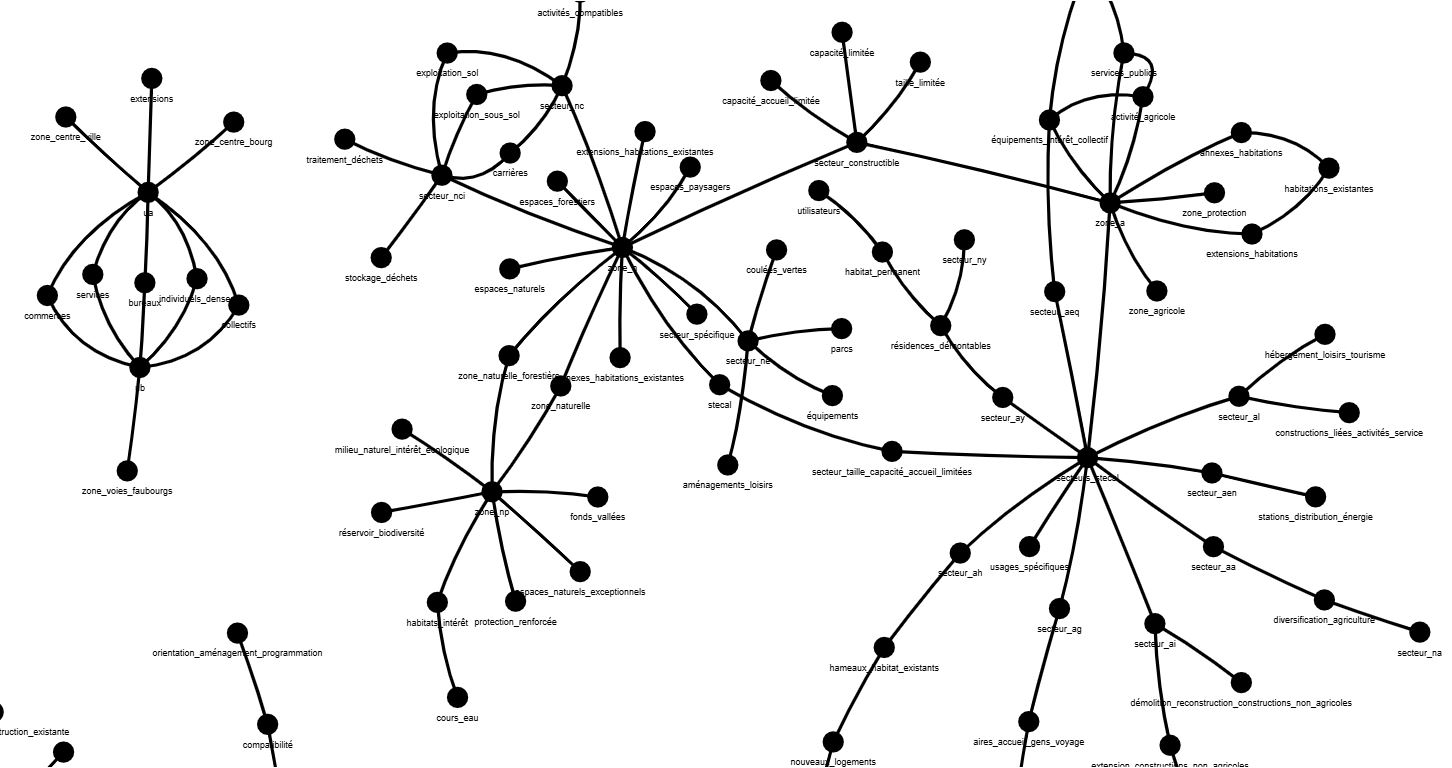 activités_compatibles
capacité_limitée
exploitation_sol
services_publics
taille_limitée
extensions
secteur_nc
capacité_accueil_limitée
exploitation_sous_sol
activité_agricole
zone_centre_ville
zone_centre_bourg
équipements_intérêt_collectif
extensions_habitations_existantes
annexes_habitations
traitement_déchets
carrières
secteur_constructible
espaces_paysagers
habitations_existantes
secteur_nci
espaces_forestiers
utilisateurs
ua
zone_protection
zone_a
extensions_habitations
secteur_ny
zone_n
coulées_vertes
habitat_permanent
stockage_déchets
espaces_naturels
services
individuels_denses
bureaux
secteur_aeq
zone_agricole
commerces
collectifs
secteur_spécifique
résidences_démontables
parcs
hébergement_loisirs_tourisme
secteur_ne
zone_naturelle_forestière
annexes_habitations_existantes
ub
zone_naturelle
stecal
équipements
secteur_ay
secteur_al
constructions_liées_activités_service
milieu_naturel_intérêt_écologique
secteur_taille_capacité_accueil_limitées
secteurs_stecal
aménagements_loisirs
zone_voies_faubourgs
secteur_aen
zone_np
fonds_vallées
stations_distribution_énergie
réservoir_biodiversité
secteur_ah
usages_spécifiques
secteur_aa
espaces_naturels_exceptionnels
habitats_intérêt
protection_renforcée
diversification_agriculture
secteur_ag
secteur_ai
orientation_aménagement_programmation
secteur_na
hameaux_habitat_existants
démolition_reconstruction_constructions_non_agricoles
cours_eau
truction_existante
compatibilité
aires_accueil_gens_voyage
nouveaux_logements
extension_constructions_non_agricoles